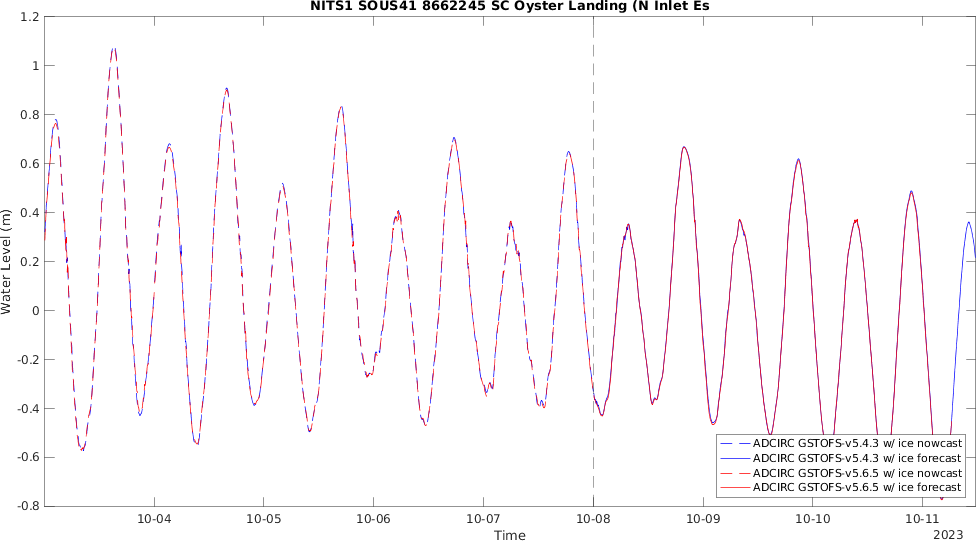 NITS1 SOUS41 8662245 SC Oyster Landing (N Inlet Es
1.2
1
0.8
0.6
0.4
0.2
0
-0.2
-0.4
-0.6
-0.8
Water Level (m)
ADCIRC GSTOFS-v5.4.3 w/ ice nowcast
ADCIRC GSTOFS-v5.4.3 w/ ice forecast
ADCIRC GSTOFS-v5.6.5 w/ ice nowcast
ADCIRC GSTOFS-v5.6.5 w/ ice forecast
10-04 10-05 10-06 10-07 10-08 10-09 10-10 10-11
Time
2023